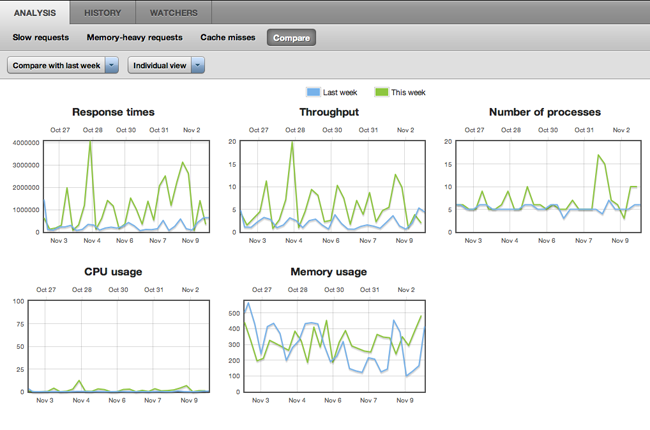 ANALYSIS HISTORY WATCHERS
Slow requests Memory-heavy requests Cache misses Compare
Compare with last week Individual view
Last week This week
Response times
Oct 27 Oct 28 Oct 30 Oct 31 Nov 2
4000000
3000000
2000000
1000000
0
Nov 3 Nov 4 Nov 6 Nov 7 Nov 9
Throughput
Oct 27 Oct 28 Oct 30 Oct 31 Nov 2
20
15
10
5
0
Nov 3 Nov 4 Nov 6 Nov 7 Nov 9
Number of processes
Oct 27 Oct 28 Oct 30 Oct 31 Nov 2
20
15
10
5
0
Nov 3 Nov 4 Nov 6 Nov 7 Nov 9
CPU usage
Oct 27 Oct 28 Oct 30 Oct 31 Nov 2
100
75
50
25
0
Nov 3 Nov 4 Nov 6 Nov 7 Nov 9
Memory usage
Oct 27 Oct 28 Oct 30 Oct 31 Nov 2
500
400
300
200
100
0
Nov 3 Nov 4 Nov 6 Nov 7 Nov 9